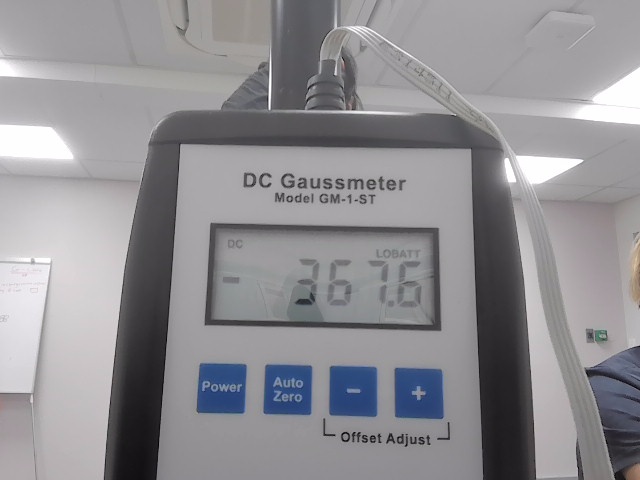 DC Gaussmeter
Model GM-1-ST
DC
LOBATT
- 367.6
Power
Auto
Zero
-
+
Offset Adjust